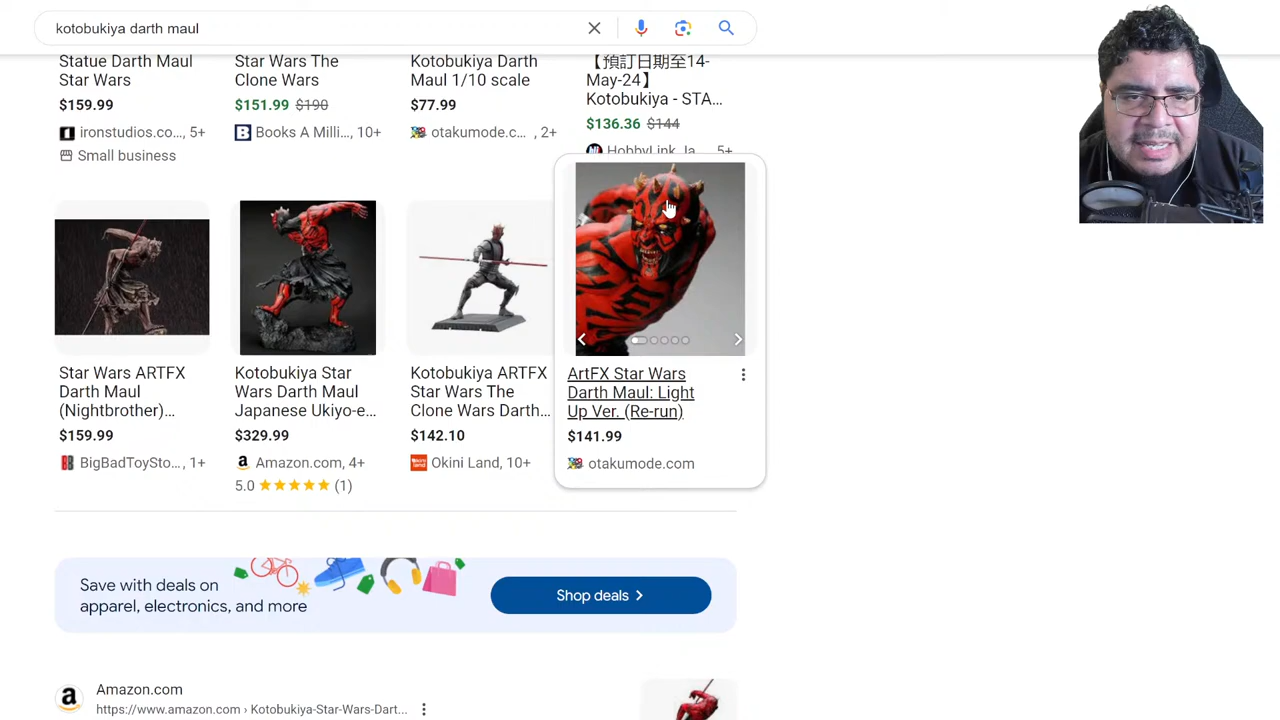 kotobukiya darth maul
Statue Darth Maul
Star Wars
$159.99
ironstudios.co..., 5+
Small business
Star Wars The
Clone Wars
$151.99 $190
Books A Milli..., 10+
Kotobukiya Darth
Maul 1/10 scale
$77.99
otakumode.c... , 2+
【預訂日期至14-
May-24】
Kotobukiya - STA...
$136.36 $144
HobbyLink Ja... 5+
Star Wars ARTFX
Darth Maul
(Nightbrother)...
$159.99
BigBadToySto..., 1+
Kotobukiya Star
Wars Darth Maul
Japanese Ukiyo-e...
$329.99
Amazon.com, 4+
5.0 ★★★★★ (1)
Kotobukiya ARTFX
Star Wars The
Clone Wars Darth...
$142.10
Okini Land, 10+
ArtFX Star Wars
Darth Maul: Light
Up Ver. (Re-run)
$141.99
otakumode.com
Save with deals on
apparel, electronics, and more
Shop deals
Amazon.com
https://www.amazon.com › Kotobukiya-Star-Wars-Dart...